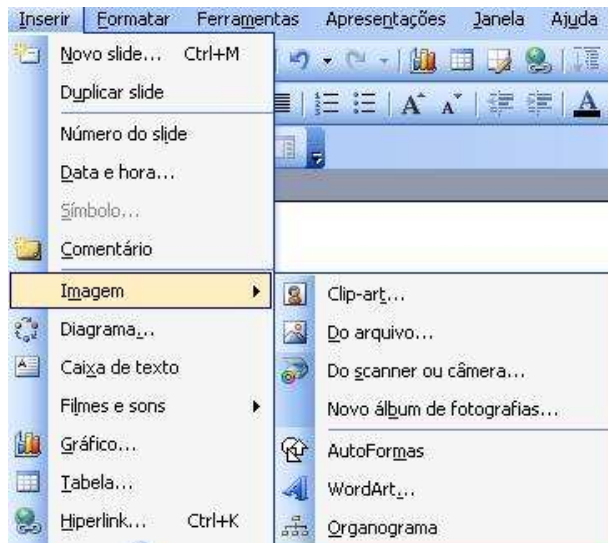 Inserir Formatar Ferramentas Apresentações Janela Ajuda
Novo slide... Ctrl+M
Duplicar slide
Número do slide
Data e hora...
Símbolo...
Comentário
Imagem
Diagrama...
Caixa de texto
Filmes e sons
Gráfico...
Tabela...
Hiperlink... Ctrl+K
Clip-art...
Do arquivo...
Do scanner ou câmera...
Novo álbum de fotografias...
AutoFormas
WordArt...
Organograma